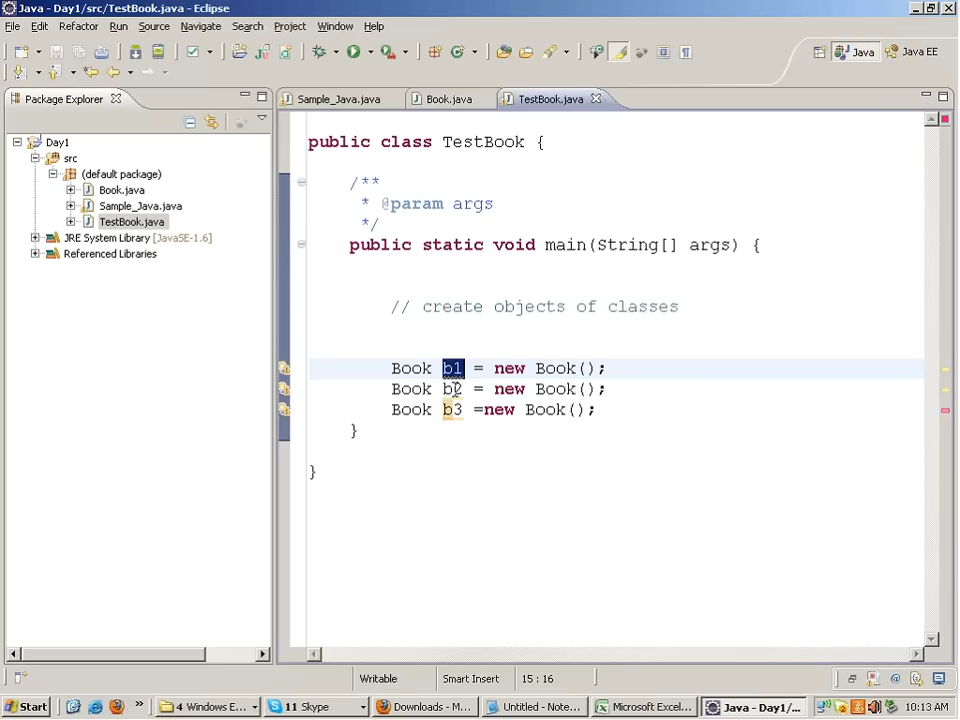 Java - Day1/src/TestBook.java - Eclipse
File Edit Refactor Run Source Navigate Search Project Window Help
Java Java EE
Package Explorer
Sample_Java.java Book.java TestBook.java
Day1
src
(default package)
Book.java
Sample_Java.java
TestBook.java
JRE System Library [JavaSE-1.6]
Referenced Libraries
public class TestBook {
/**
* @param args
*/
public static void main(String[] args) {
// create objects of classes
Book b1 = new Book();
Book b2 = new Book();
Book b3 =new Book();
}
}
Writable Smart Insert 15 : 16
Start » 4 Windows E... 11 Skype Downloads - M... Untitled - Note... Microsoft Excel... Java - Day1/... 10:13 AM